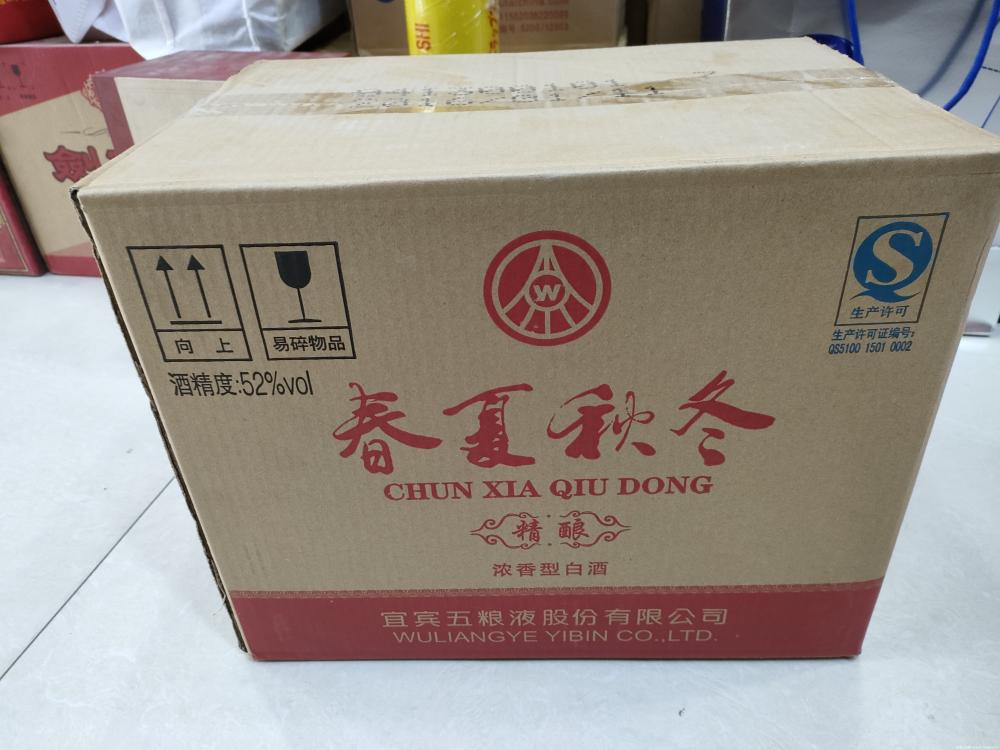 向 上
易碎物品
酒精度:52%vol
W
生产许可
生产许可证编号:
QS5100 1501 0002
春夏秋冬
CHUN XIA QIU DONG
精酿
浓香型白酒
宜宾五粮液股份有限公司
WULIANGYE YIBIN CO.,LTD.